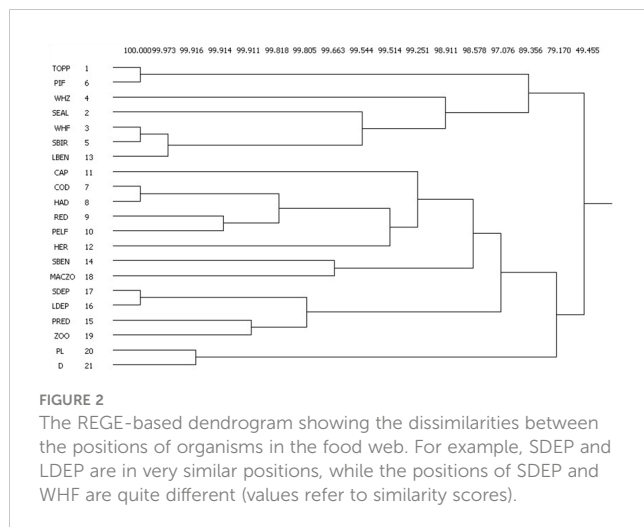 100.000 99.973 99.916 99.914 99.911 99.818 99.805 99.663 99.544 99.514 99.251 98.911 98.578 97.076 89.356 79.170 49.455
TOPP 1
PIF 6
WHZ 4
SEAL 2
WHF 3
SBIR 5
LBEN 13
CAP 11
COD 7
HAD 8
RED 9
PELF 10
HER 12
SBEN 14
MACZO 18
SDEP 17
LDEP 16
PRED 15
ZOO 19
PL 20
D 21
FIGURE 2
The REGE-based dendrogram showing the dissimilarities between
the positions of organisms in the food web. For example, SDEP and
LDEP are in very similar positions, while the positions of SDEP and
WHF are quite different (values refer to similarity scores).